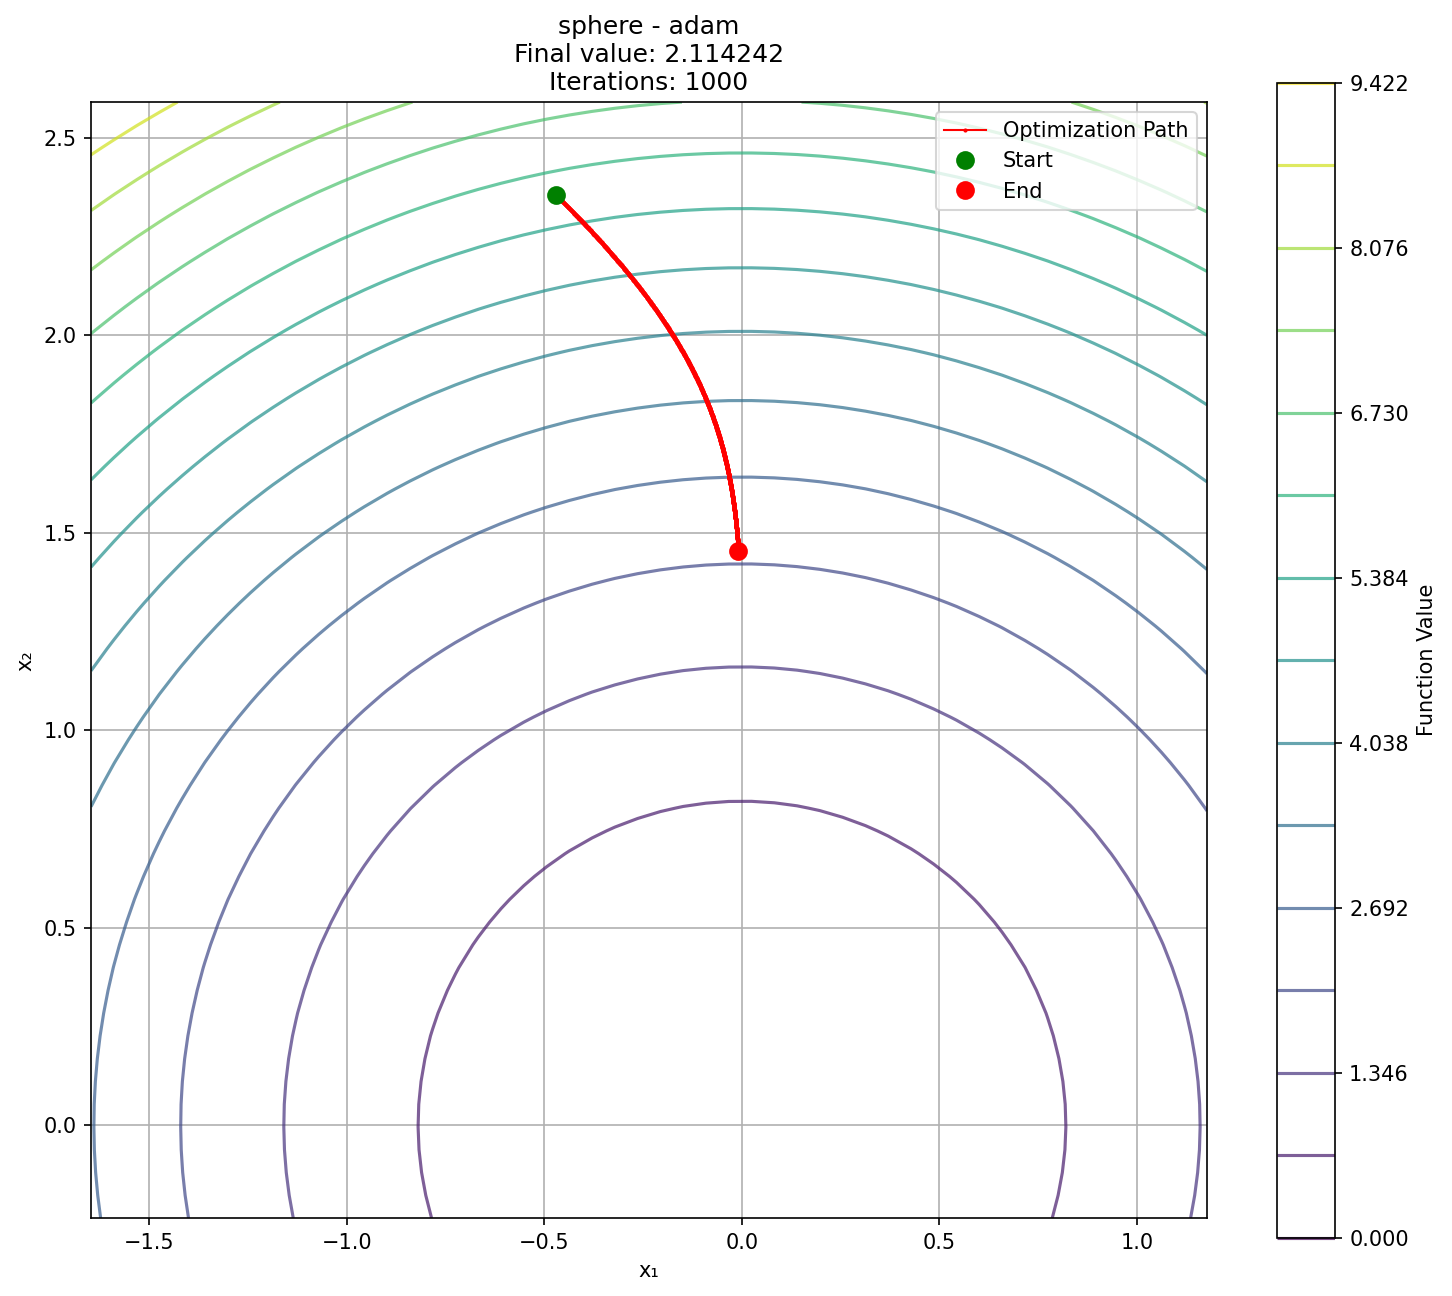 sphere - adam
Final value: 2.114242
Iterations: 1000
Optimization Path
Start
End
2.5
2.0
1.5
1.0
0.5
0.0
x₂
−1.5
−1.0
−0.5
0.0
0.5
1.0
x₁
9.422
8.076
6.730
5.384
4.038
2.692
1.346
0.000
Function Value